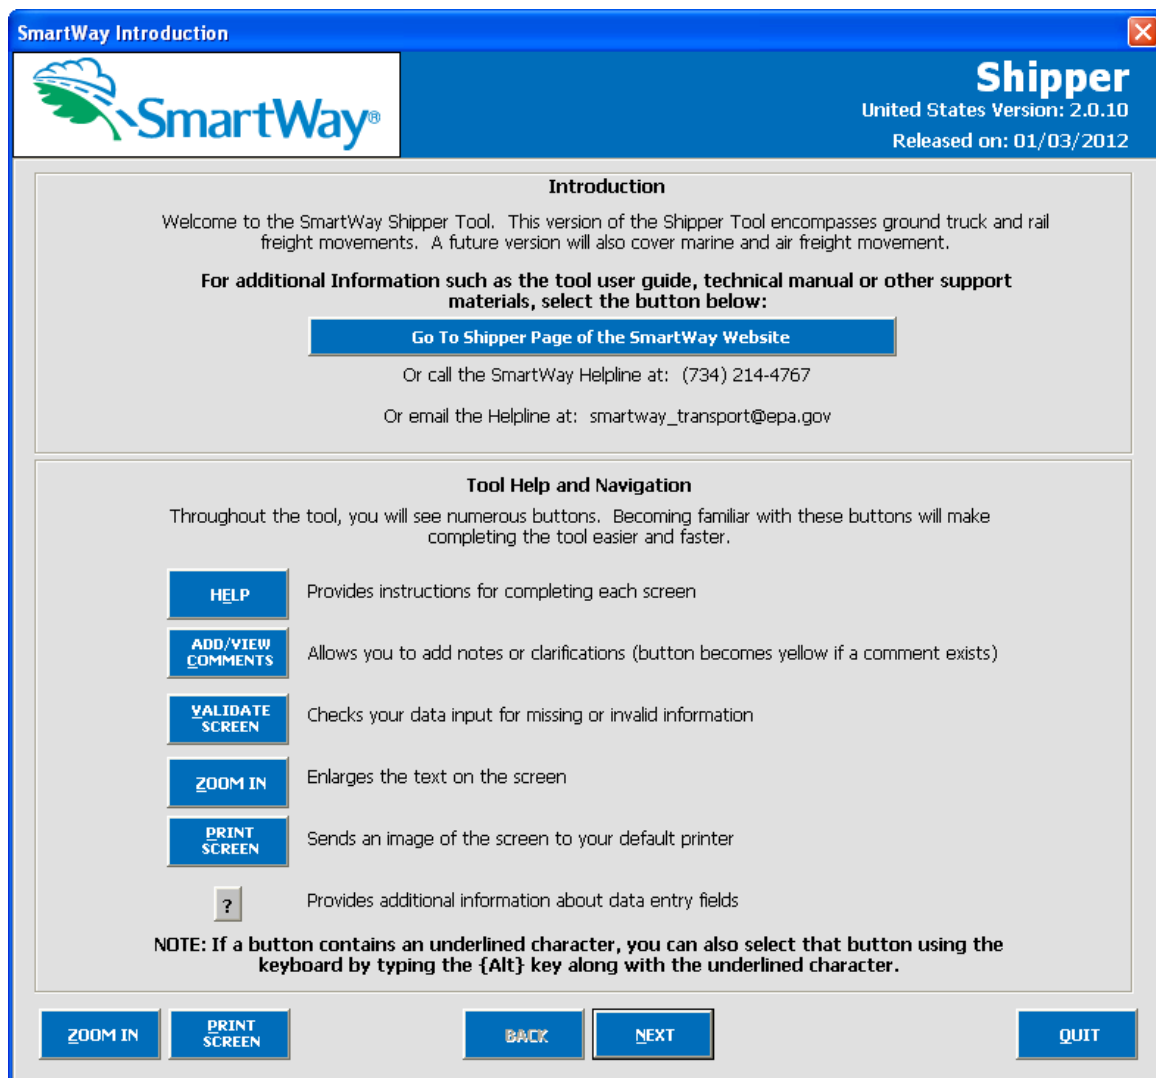 SmartWay Introduction
SmartWay®
Shipper
United States Version: 2.0.10
Released on: 01/03/2012
Introduction
Welcome to the SmartWay Shipper Tool. This version of the Shipper Tool encompasses ground truck and rail
freight movements. A future version will also cover marine and air freight movement.
For additional Information such as the tool user guide, technical manual or other support
materials, select the button below:
Go To Shipper Page of the SmartWay Website
Or call the SmartWay Helpline at: (734) 214-4767
Or email the Helpline at: smartway_transport@epa.gov
Tool Help and Navigation
Throughout the tool, you will see numerous buttons. Becoming familiar with these buttons will make
completing the tool easier and faster.
HELP
Provides instructions for completing each screen
ADD/VIEW
COMMENTS
Allows you to add notes or clarifications (button becomes yellow if a comment exists)
VALIDATE
SCREEN
Checks your data input for missing or invalid information
ZOOM IN
Enlarges the text on the screen
PRINT
SCREEN
Sends an image of the screen to your default printer
?
Provides additional information about data entry fields
NOTE: If a button contains an underlined character, you can also select that button using the
keyboard by typing the {Alt} key along with the underlined character.
ZOOM IN
PRINT
SCREEN
BACK
NEXT
QUIT